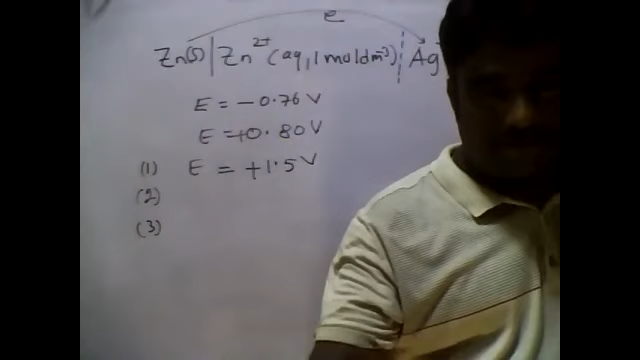 e
Zn(s) | Zn²⁺ (aq, 1 moldm⁻³) ¦ Ag
E = -0.76 V
E = +0.80 V
(1) E = +1.5 V
(2)
(3)